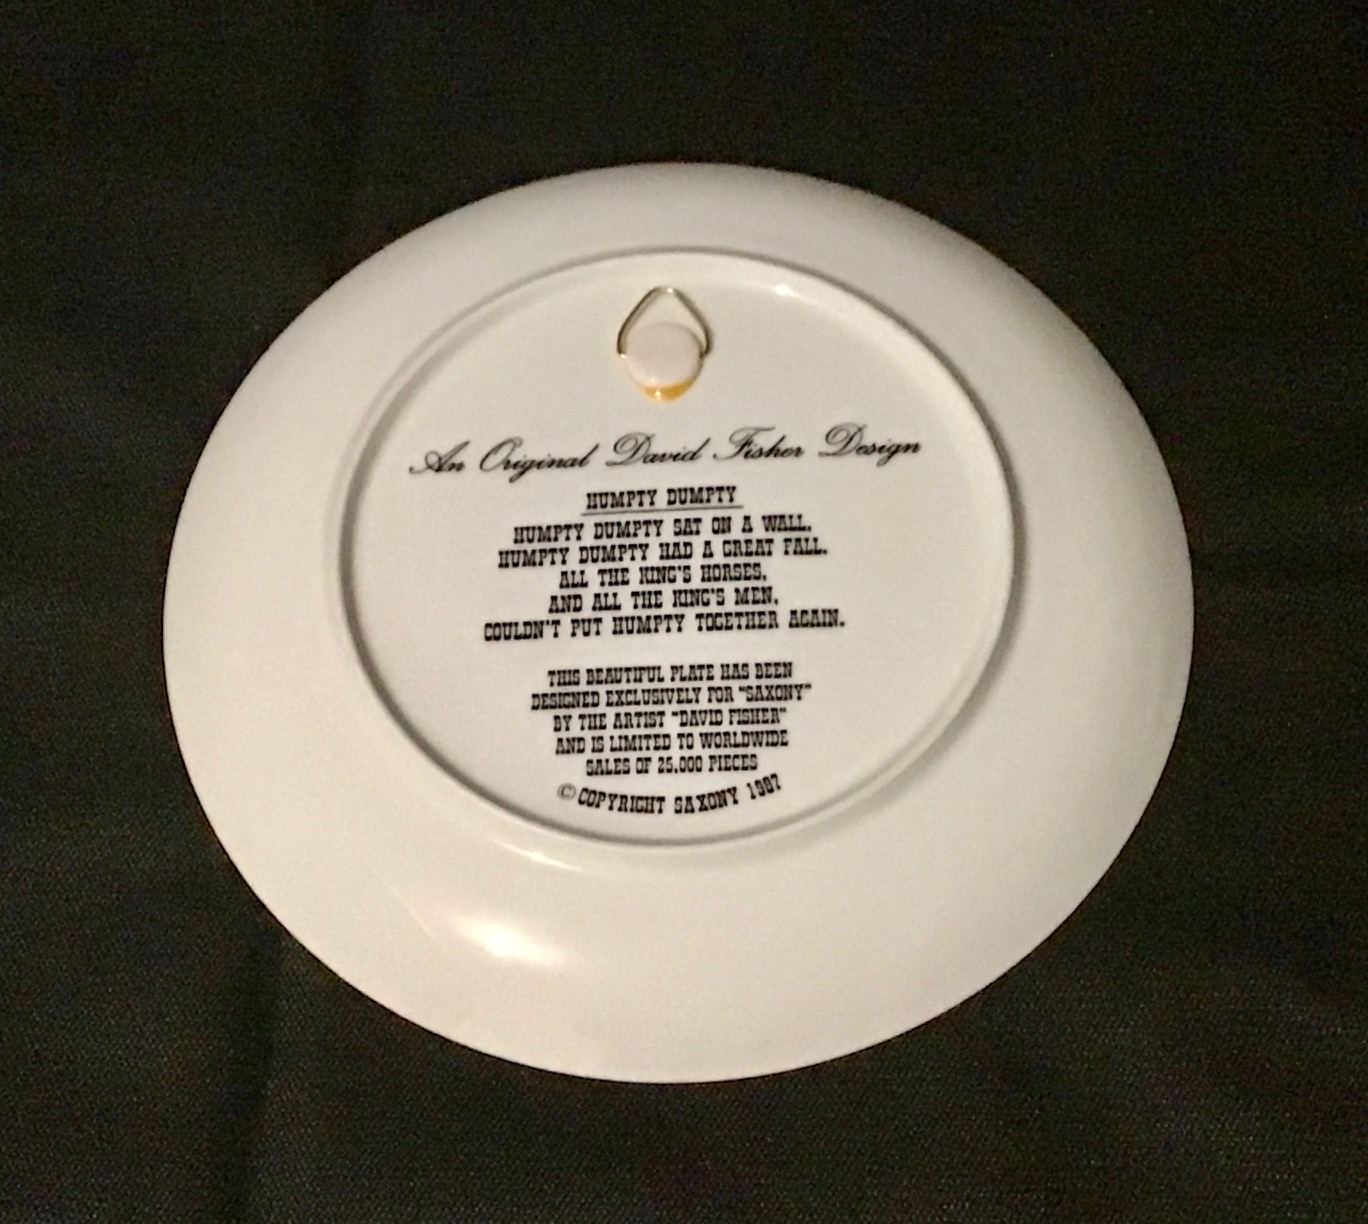 An Original David Fisher Design
HUMPTY DUMPTY
HUMPTY DUMPTY SAT ON A WALL.
HUMPTY DUMPTY HAD A GREAT FALL.
ALL THE KING'S HORSES,
AND ALL THE KING'S MEN,
COULDN'T PUT HUMPTY TOGETHER AGAIN.
THIS BEAUTIFUL PLATE HAS BEEN
DESIGNED EXCLUSIVELY FOR "SAXONY"
BY THE ARTIST "DAVID FISHER"
AND IS LIMITED TO WORLDWIDE
SALES OF 25,000 PIECES
© COPYRIGHT SAXONY 1987